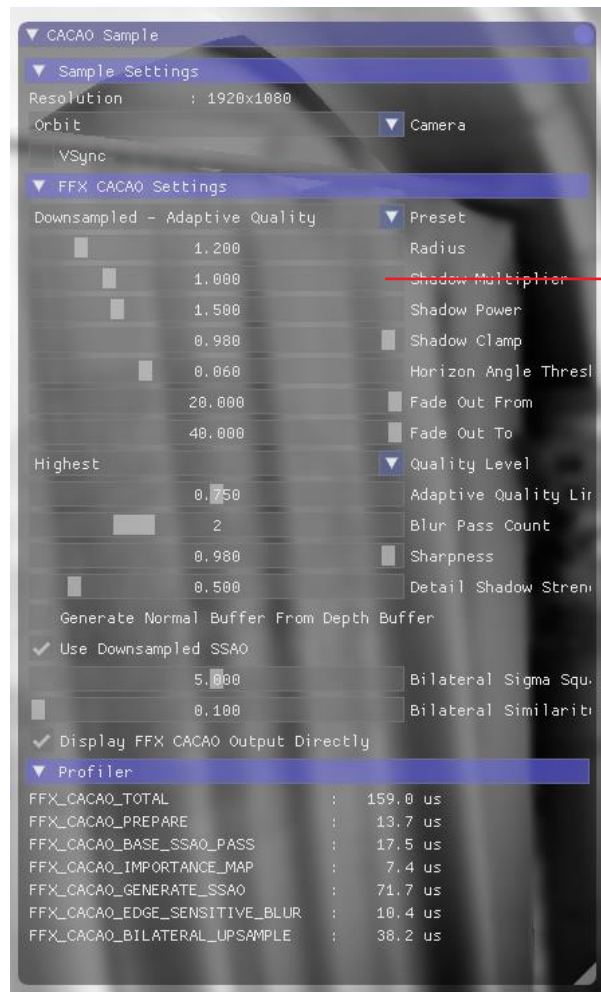 CACAO Sample
Sample Settings
Resolution : 1920x1080
Orbit Camera
VSync
FFX CACAO Settings
Downsampled - Adaptive Quality Preset
1.200 Radius
1.000 Shadow Multiplier
1.500 Shadow Power
0.980 Shadow Clamp
0.060 Horizon Angle Thresl
20.000 Fade Out From
40.000 Fade Out To
Highest Quality Level
0.750 Adaptive Quality Lir
2 Blur Pass Count
0.980 Sharpness
0.500 Detail Shadow Stren
Generate Normal Buffer From Depth Buffer
Use Downsampled SSAO
5.000 Bilateral Sigma Squ
0.100 Bilateral Similarit
Display FFX CACAO Output Directly
Profiler
FFX_CACAO_TOTAL : 159.0 us
FFX_CACAO_PREPARE : 13.7 us
FFX_CACAO_BASE_SSAO_PASS : 17.5 us
FFX_CACAO_IMPORTANCE_MAP : 7.4 us
FFX_CACAO_GENERATE_SSAO : 71.7 us
FFX_CACAO_EDGE_SENSITIVE_BLUR : 10.4 us
FFX_CACAO_BILATERAL_UPSAMPLE : 38.2 us